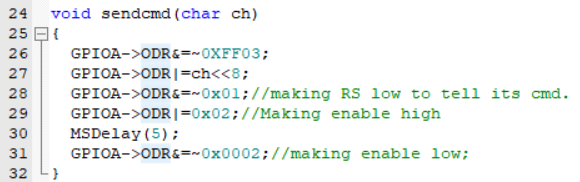 24 void sendcmd(char ch)
25 {
26 GPIOA->ODR&=~0XFF03;
27 GPIOA->ODR|=ch<<8;
28 GPIOA->ODR&=~0x01;//making RS low to tell its cmd.
29 GPIOA->ODR|=0x02;//Making enable high
30 MSDelay(5);
31 GPIOA->ODR&=~0x0002;//making enable low;
32 }